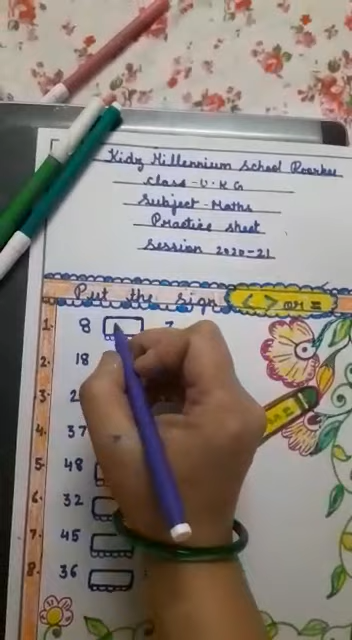 Kidz Millennium School Roorkee
Class - U.K.G
Subject - Maths
Practice sheet
Session 2020-21
Put the sign < > or =
1. 8
2. 18
3. 2
4. 37
5. 48
6. 32
7. 45
8. 36